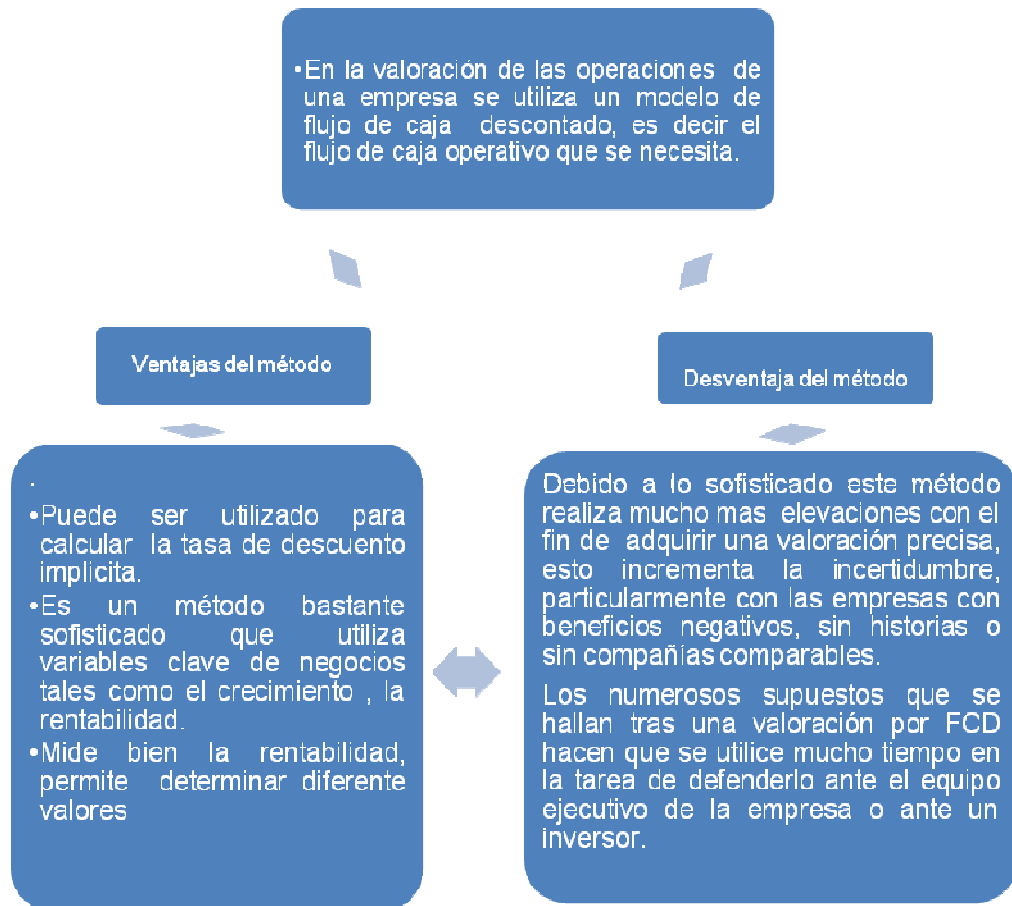 •En la valoración de las operaciones de
una empresa se utiliza un modelo de
flujo de caja descontado, es decir el
flujo de caja operativo que se necesita.
Ventajas del método
Desventaja del método
.
•Puede ser utilizado para
calcular la tasa de descuento
implicita.
•Es un método bastante
sofisticado que utiliza
variables clave de negocios
tales como el crecimiento , la
rentabilidad.
•Mide bien la rentabilidad,
permite determinar diferente
valores
Debido a lo sofisticado este método
realiza mucho mas elevaciones con el
fin de adquirir una valoración precisa,
esto incrementa la incertidumbre,
particularmente con las empresas con
beneficios negativos, sin historias o
sin compañías comparables.
Los numerosos supuestos que se
hallan tras una valoración por FCD
hacen que se utilice mucho tiempo en
la tarea de defenderlo ante el equipo
ejecutivo de la empresa o ante un
inversor.